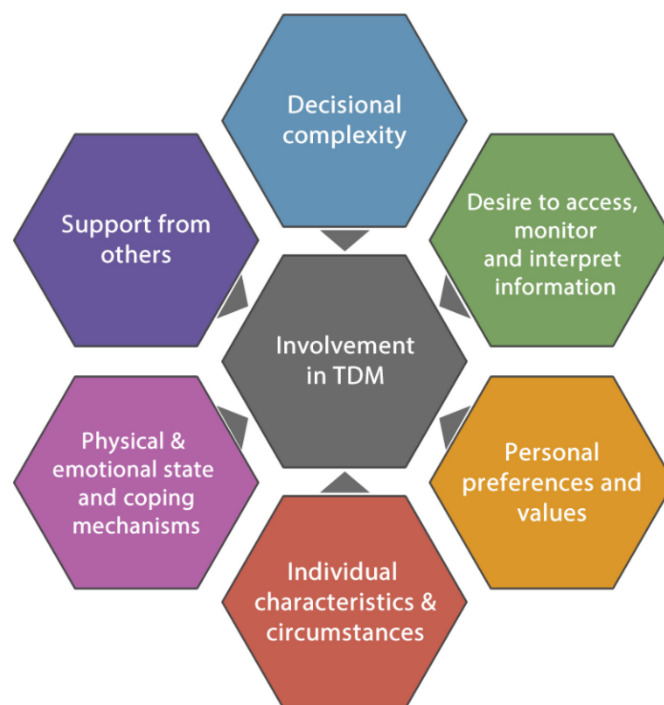 Decisional
complexity
Support from
others
Desire to access,
monitor
and interpret
information
Involvement
in TDM
Physical &
emotional state
and coping
mechanisms
Personal
preferences and
values
Individual
characteristics &
circumstances